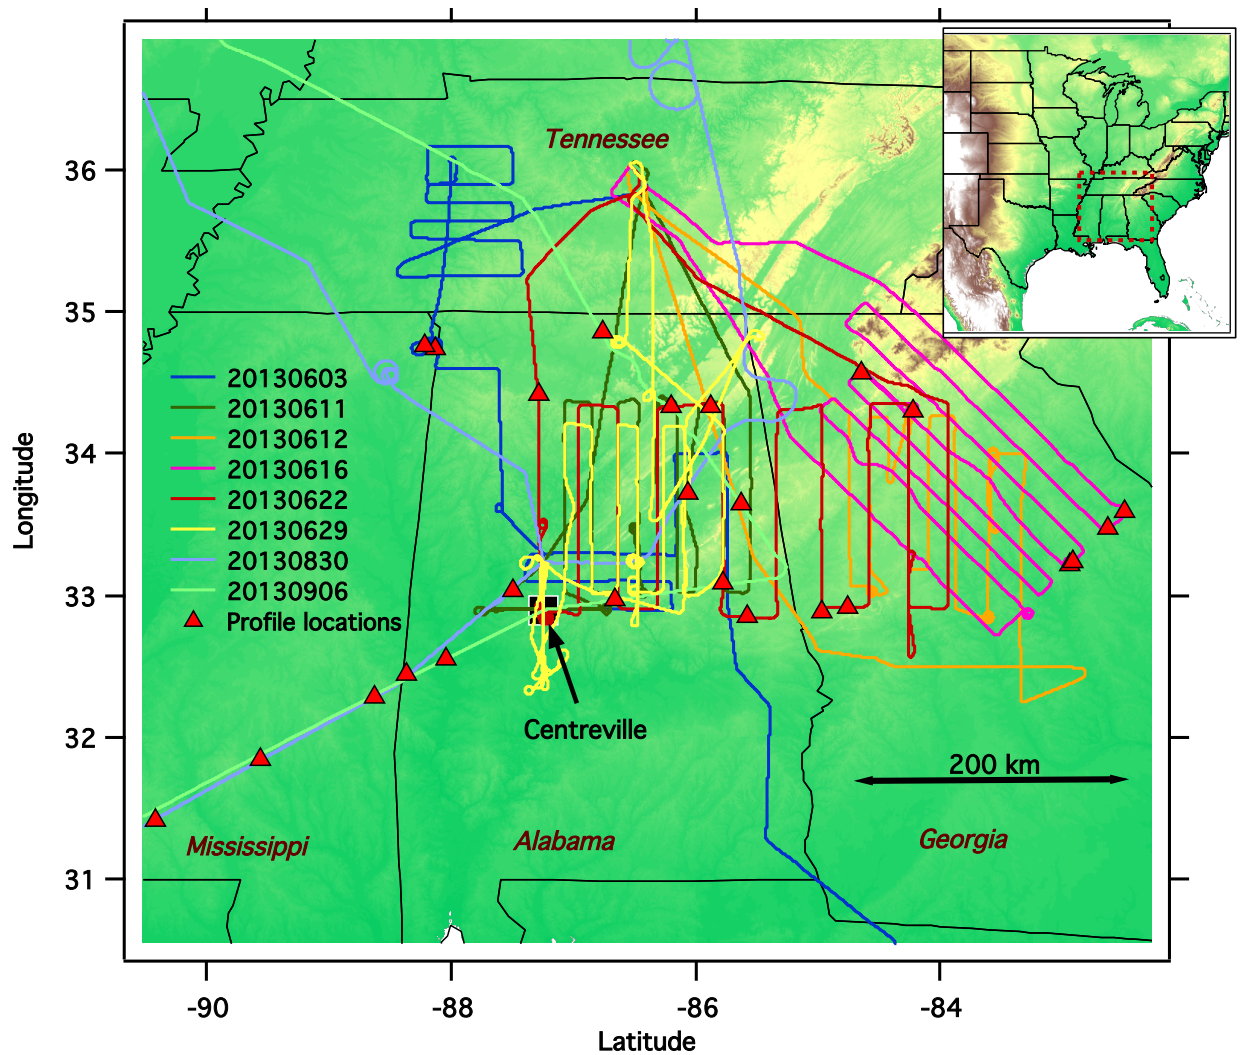 Tennessee
36
35
34
33
32
31
Longitude
20130603
20130611
20130612
20130616
20130622
20130629
20130830
20130906
Profile locations
Centreville
200 km
Mississippi
Alabama
Georgia
-90
-88
-86
-84
Latitude